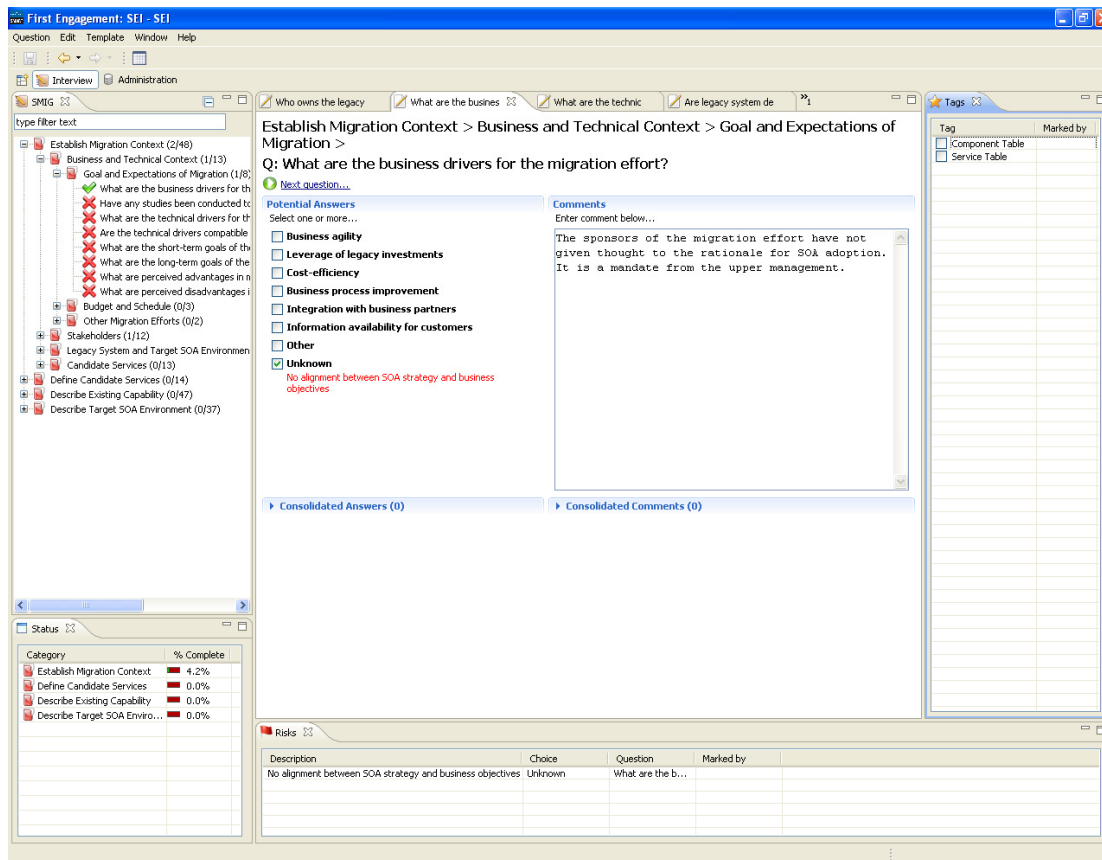 First Engagement: SEI - SEI
Question Edit Template Window Help
Interview Administration
SMIG
type filter text
Establish Migration Context (2/48)
Business and Technical Context (1/13)
Goal and Expectations of Migration (1/8)
What are the business drivers for th
Have any studies been conducted to
What are the technical drivers for th
Are the technical drivers compatible
What are the short-term goals of the
What are the long-term goals of the
What are perceived advantages in n
What are perceived disadvantages i
Budget and Schedule (0/3)
Other Migration Efforts (0/2)
Stakeholders (1/12)
Legacy System and Target SOA Environmen
Candidate Services (0/13)
Define Candidate Services (0/14)
Describe Existing Capability (0/47)
Describe Target SOA Environment (0/37)
Status
Category % Complete
Establish Migration Context 4.2%
Define Candidate Services 0.0%
Describe Existing Capability 0.0%
Describe Target SOA Enviro... 0.0%
Who owns the legacy What are the busines What are the technic Are legacy system de »1
Establish Migration Context > Business and Technical Context > Goal and Expectations of
Migration >
Q: What are the business drivers for the migration effort?
Next question...
Potential Answers
Select one or more...
Business agility
Leverage of legacy investments
Cost-efficiency
Business process improvement
Integration with business partners
Information availability for customers
Other
Unknown
No alignment between SOA strategy and business
objectives
Comments
Enter comment below...
The sponsors of the migration effort have not
given thought to the rationale for SOA adoption.
It is a mandate from the upper management.
Consolidated Answers (0)
Consolidated Comments (0)
Tags
Tag Marked by
Component Table
Service Table
Risks
Description Choice Question Marked by
No alignment between SOA strategy and business objectives Unknown What are the b...